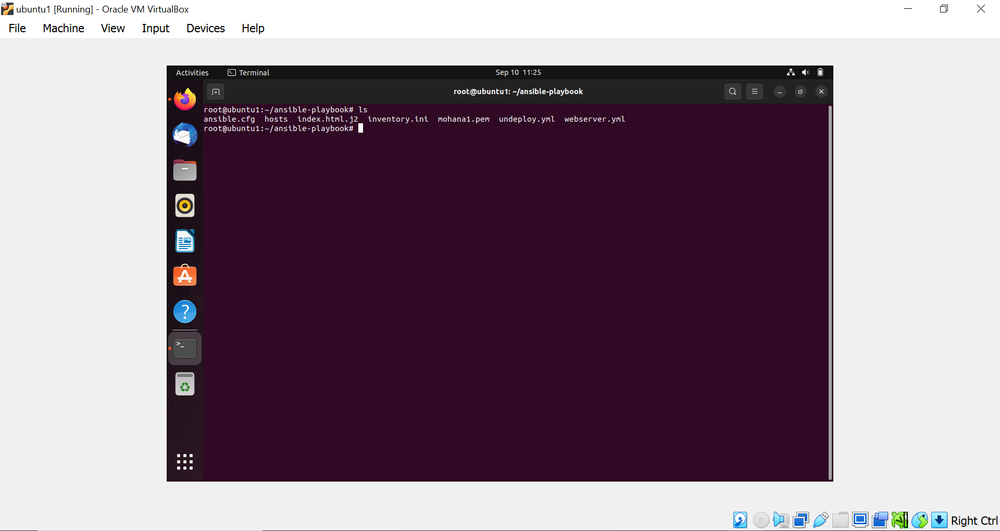 ubuntu1 [Running] - Oracle VM VirtualBox
File Machine View Input Devices Help
Activities Terminal Sep 10 11:25
root@ubuntu1: ~/ansible-playbook
root@ubuntu1:~/ansible-playbook# ls
ansible.cfg hosts index.html.j2 inventory.ini mohana1.pem undeploy.yml webserver.yml
root@ubuntu1:~/ansible-playbook#
Right Ctrl